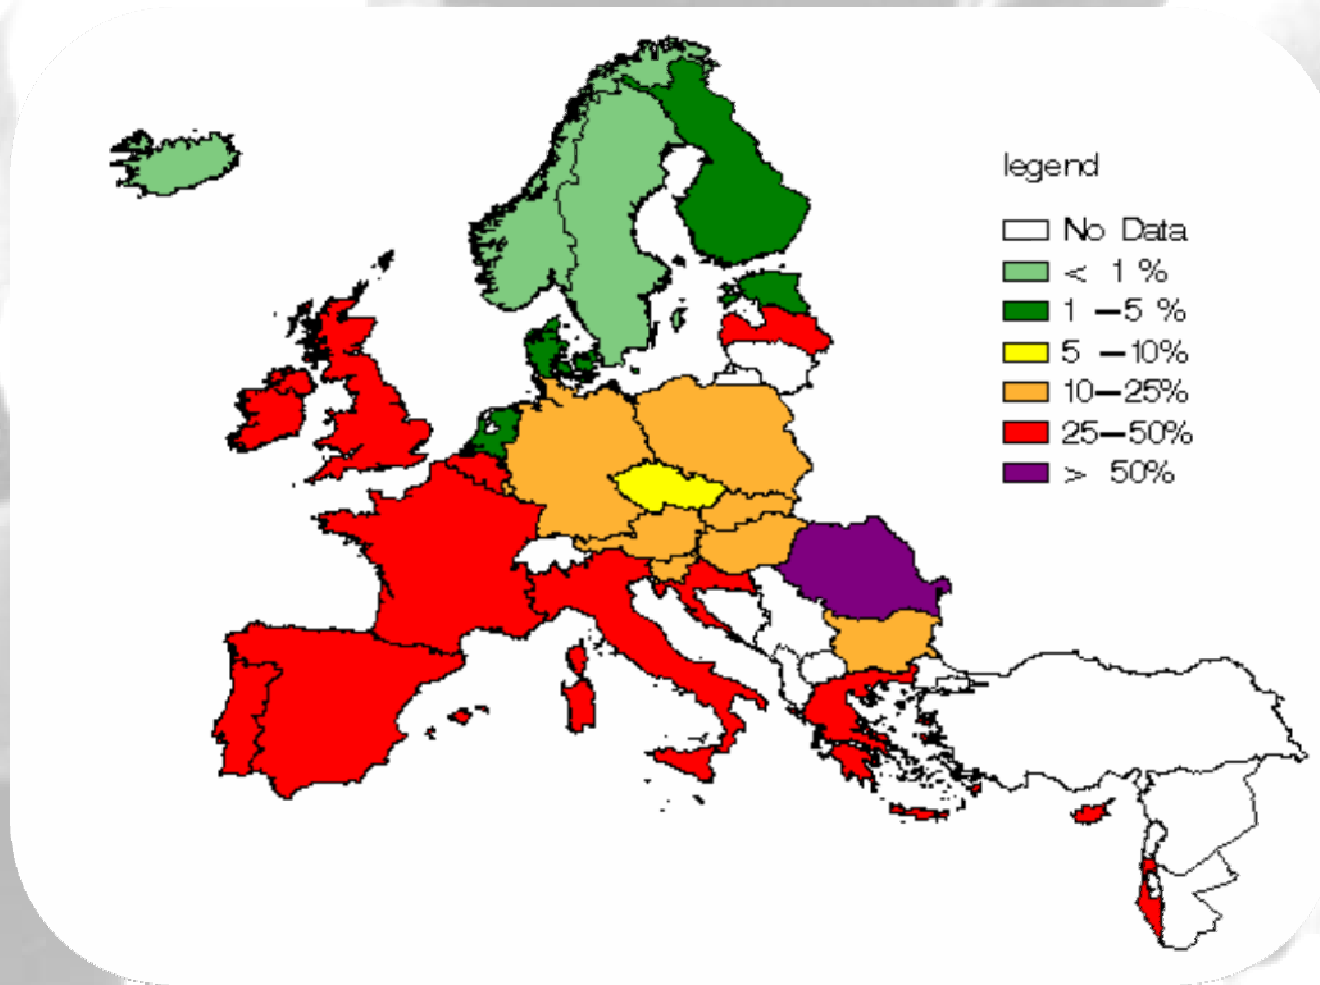 legend
No Data
< 1 %
1 –5 %
5 –10%
10–25%
25–50%
> 50%